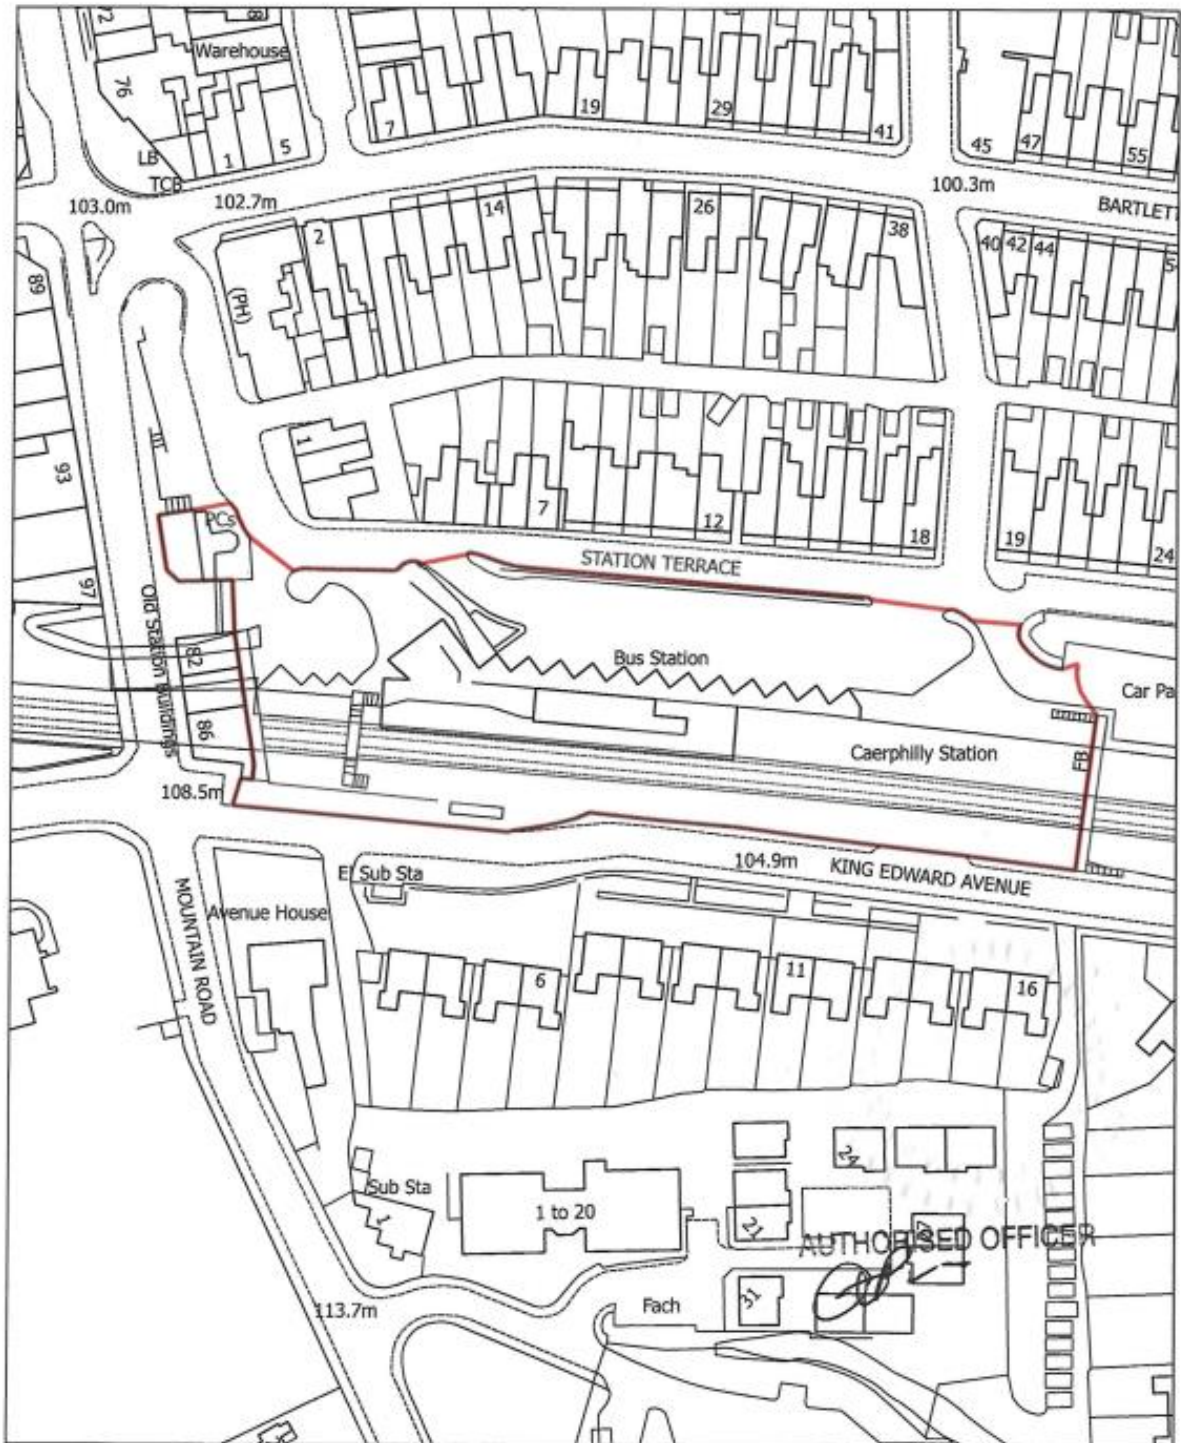 72
8
Warehouse
76
7
19
29
41
45
47
55
LB
1
5
TCB
103.0m
102.7m
100.3m
BARTLETT
2
14
26
38
40
42
44
89
(PH)
1
93
PCs
7
12
18
19
24
STATION TERRACE
97
Old Station Buildings
82
Bus Station
Car Pa
86
Caerphilly Station
FB
108.5m
104.9m
KING EDWARD AVENUE
El Sub Sta
MOUNTAIN ROAD
Avenue House
6
11
16
Sub Sta
1
1 to 20
24
21
AUTHORISED OFFICER
31
Fach
113.7m